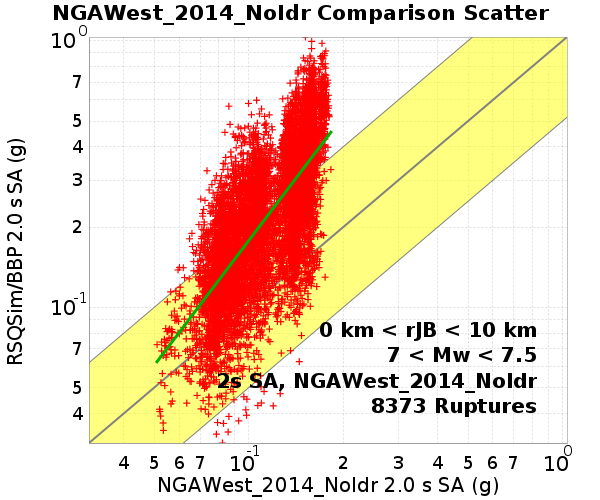 NGAWest_2014_NoIdr Comparison Scatter
RSQSim/BBP 2.0 s SA (g)
10^0
7
5
4
3
2
10^-1
7
5
4
0 km < rJB < 10 km
7 < Mw < 7.5
2s SA, NGAWest_2014_NoIdr
8373 Ruptures
4 5 6 7 10^-1 2 3 4 5 6 7 10^0
NGAWest_2014_NoIdr 2.0 s SA (g)